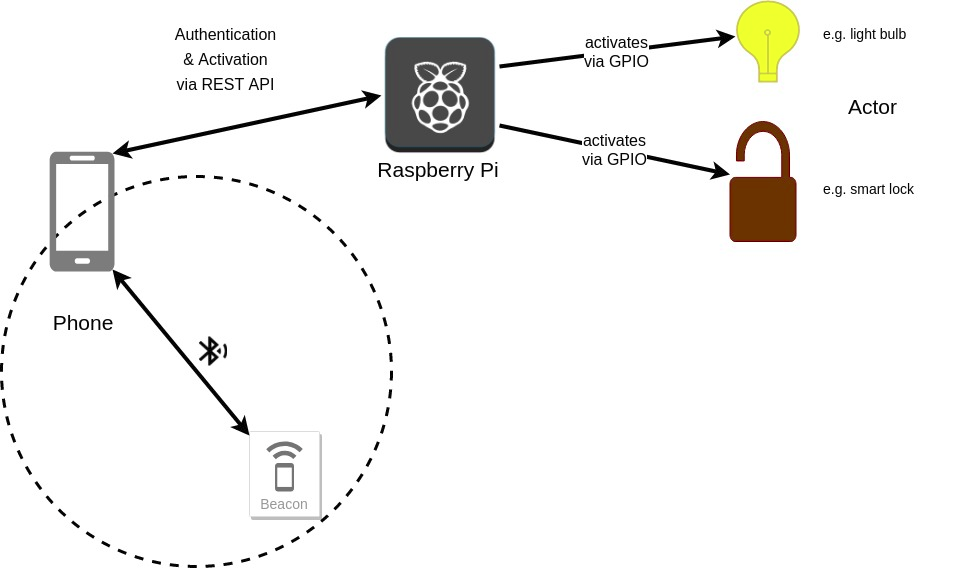 Authentication
& Activation
via REST API
activates
via GPIO
e.g. light bulb
Actor
activates
via GPIO
Raspberry Pi
e.g. smart lock
Phone
Beacon